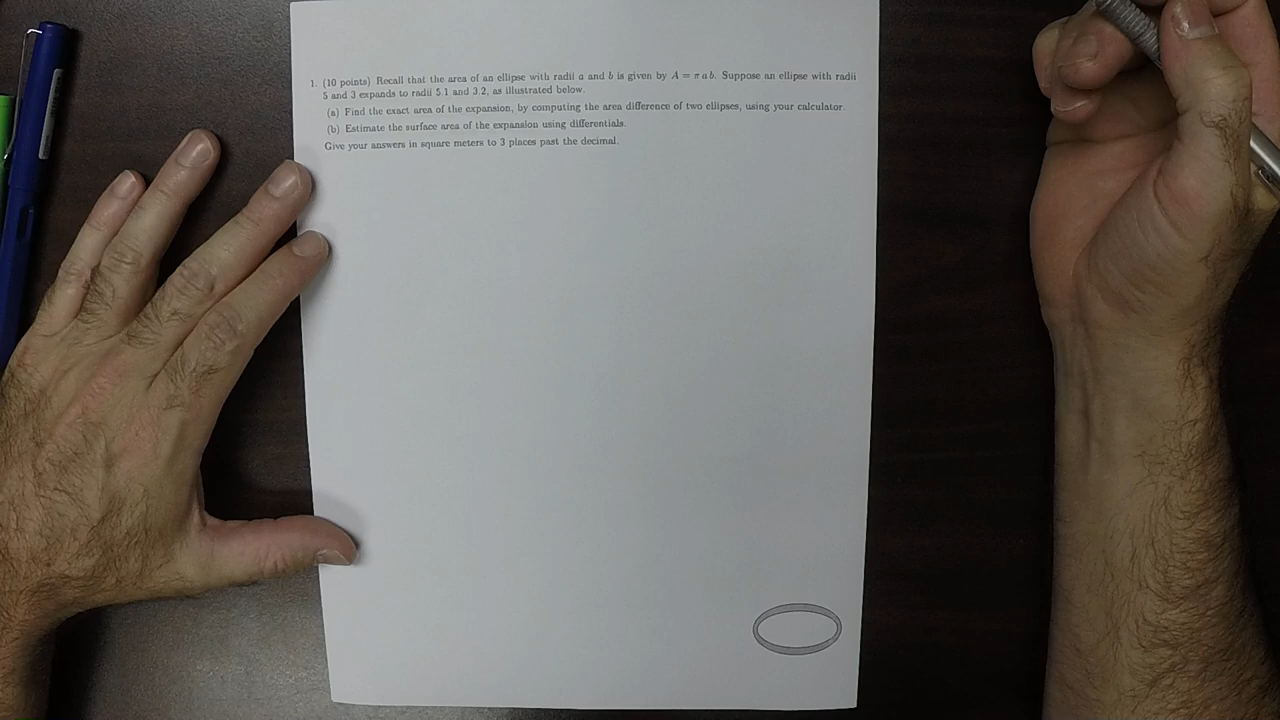 1. (10 points) Recall that the area of an ellipse with radii a and b is given by A = π a b. Suppose an ellipse with radii
5 and 3 expands to radii 5.1 and 3.2, as illustrated below.
(a) Find the exact area of the expansion, by computing the area difference of two ellipses, using your calculator.
(b) Estimate the surface area of the expansion using differentials.
Give your answers in square meters to 3 places past the decimal.